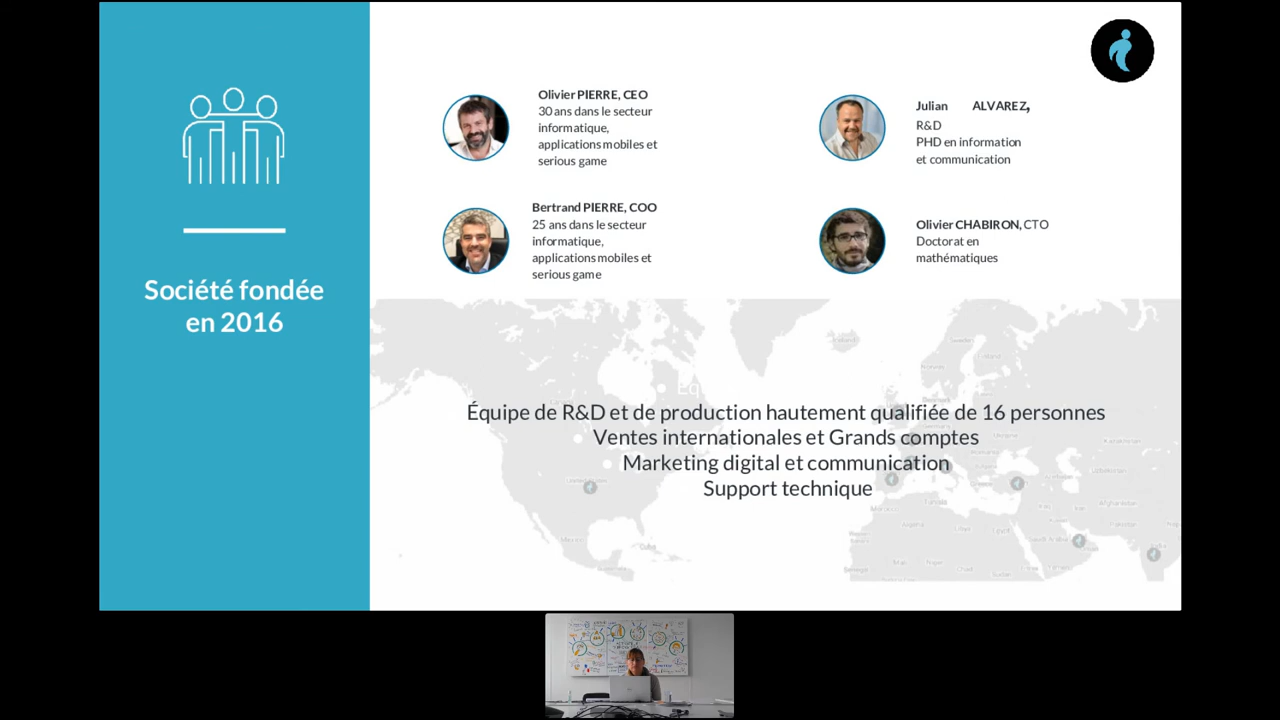 Société fondée
en 2016
Olivier PIERRE, CEO
30 ans dans le secteur
informatique,
applications mobiles et
serious game
Julian ALVAREZ,
R&D
PHD en information
et communication
Bertrand PIERRE, COO
25 ans dans le secteur
informatique,
applications mobiles et
serious game
Olivier CHABIRON, CTO
Doctorat en
mathématiques
Équipe de R&D et de production hautement qualifiée de 16 personnes
Ventes internationales et Grands comptes
Marketing digital et communication
Support technique
Mexico
Cuba